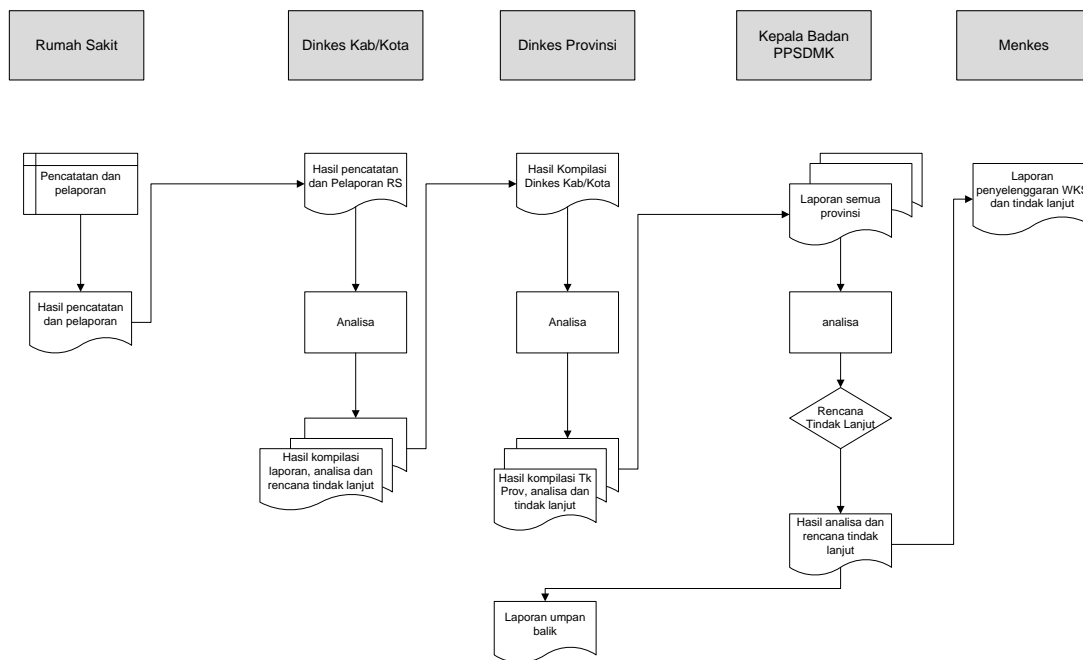 Rumah Sakit
Dinkes Kab/Kota
Dinkes Provinsi
Kepala Badan
PPSDMK
Menkes
Pencatatan dan
pelaporan
Hasil pencatatan
dan pelaporan
Hasil pencatatan
dan Pelaporan RS
Analisa
Hasil kompilasi
laporan, analisa dan
rencana tindak lanjut
Hasil Kompilasi
Dinkes Kab/Kota
Analisa
Hasil kompilasi Tk
Prov, analisa dan
tindak lanjut
Laporan semua
provinsi
analisa
Rencana
Tindak Lanjut
Hasil analisa dan
rencana tindak
lanjut
Laporan umpan
balik
Laporan
penyelenggaran WKS
dan tindak lanjut